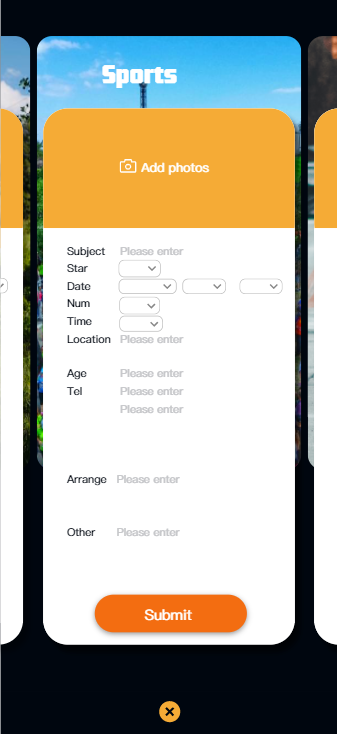 Sports
Add photos
Subject Please enter
Star
Date
Num
Time
Location Please enter
Age Please enter
Tel Please enter
Please enter
Arrange Please enter
Other Please enter
Submit